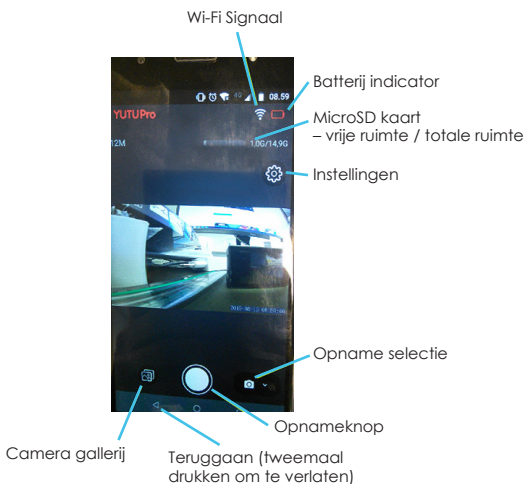 Wi-Fi Signaal
Batterij indicator
MicroSD kaart
– vrije ruimte / totale ruimte
Instellingen
4G 08.59
YUTUPro
12M 1,0G/14,9G
Opname selectie
Opnameknop
Camera gallerij
Teruggaan (tweemaal
drukken om te verlaten)